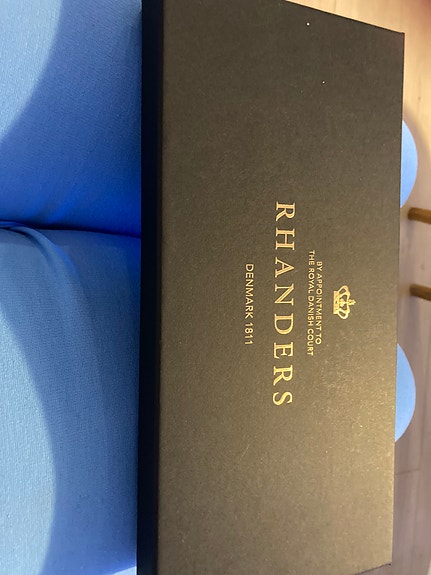 BY APPOINTMENT TO
THE ROYAL DANISH COURT
RHANDERS
DENMARK 1811